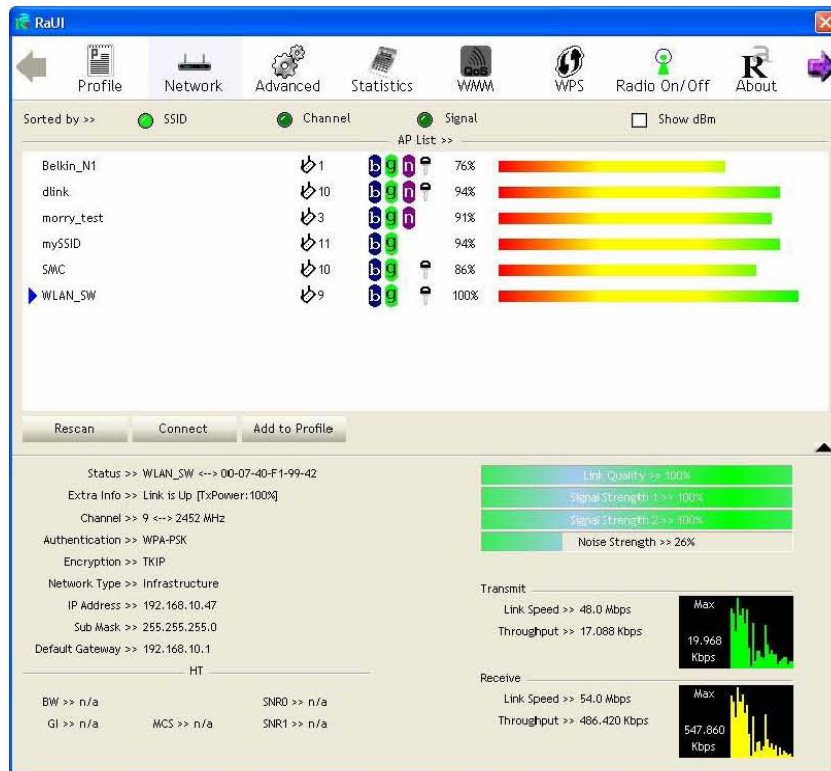 RaUI
Profile Network Advanced Statistics QoS WMM WPS Radio On/Off R a About
Sorted by >> SSID Channel Signal Show dBm
AP List >>
Belkin_N1 1 b g n 76%
dlink 10 b g n 94%
morry_test 3 b g n 91%
mySSID 11 b g 94%
SMC 10 b g 86%
WLAN_SW 9 b g 100%
Rescan Connect Add to Profile
Status >> WLAN_SW <--> 00-07-40-F1-99-42
Extra Info >> Link is Up [TxPower:100%]
Channel >> 9 <--> 2452 MHz
Authentication >> WPA-PSK
Encryption >> TKIP
Network Type >> Infrastructure
IP Address >> 192.168.10.47
Sub Mask >> 255.255.255.0
Default Gateway >> 192.168.10.1
HT
BW >> n/a SNR0 >> n/a
GI >> n/a MCS >> n/a SNR1 >> n/a
Link Quality >> 100%
Signal Strength 1 >> 100%
Signal Strength 2 >> 100%
Noise Strength >> 26%
Transmit
Link Speed >> 48.0 Mbps
Throughput >> 17.088 Kbps
Max
19.968
Kbps
Receive
Link Speed >> 54.0 Mbps
Throughput >> 486.420 Kbps
Max
547.860
Kbps